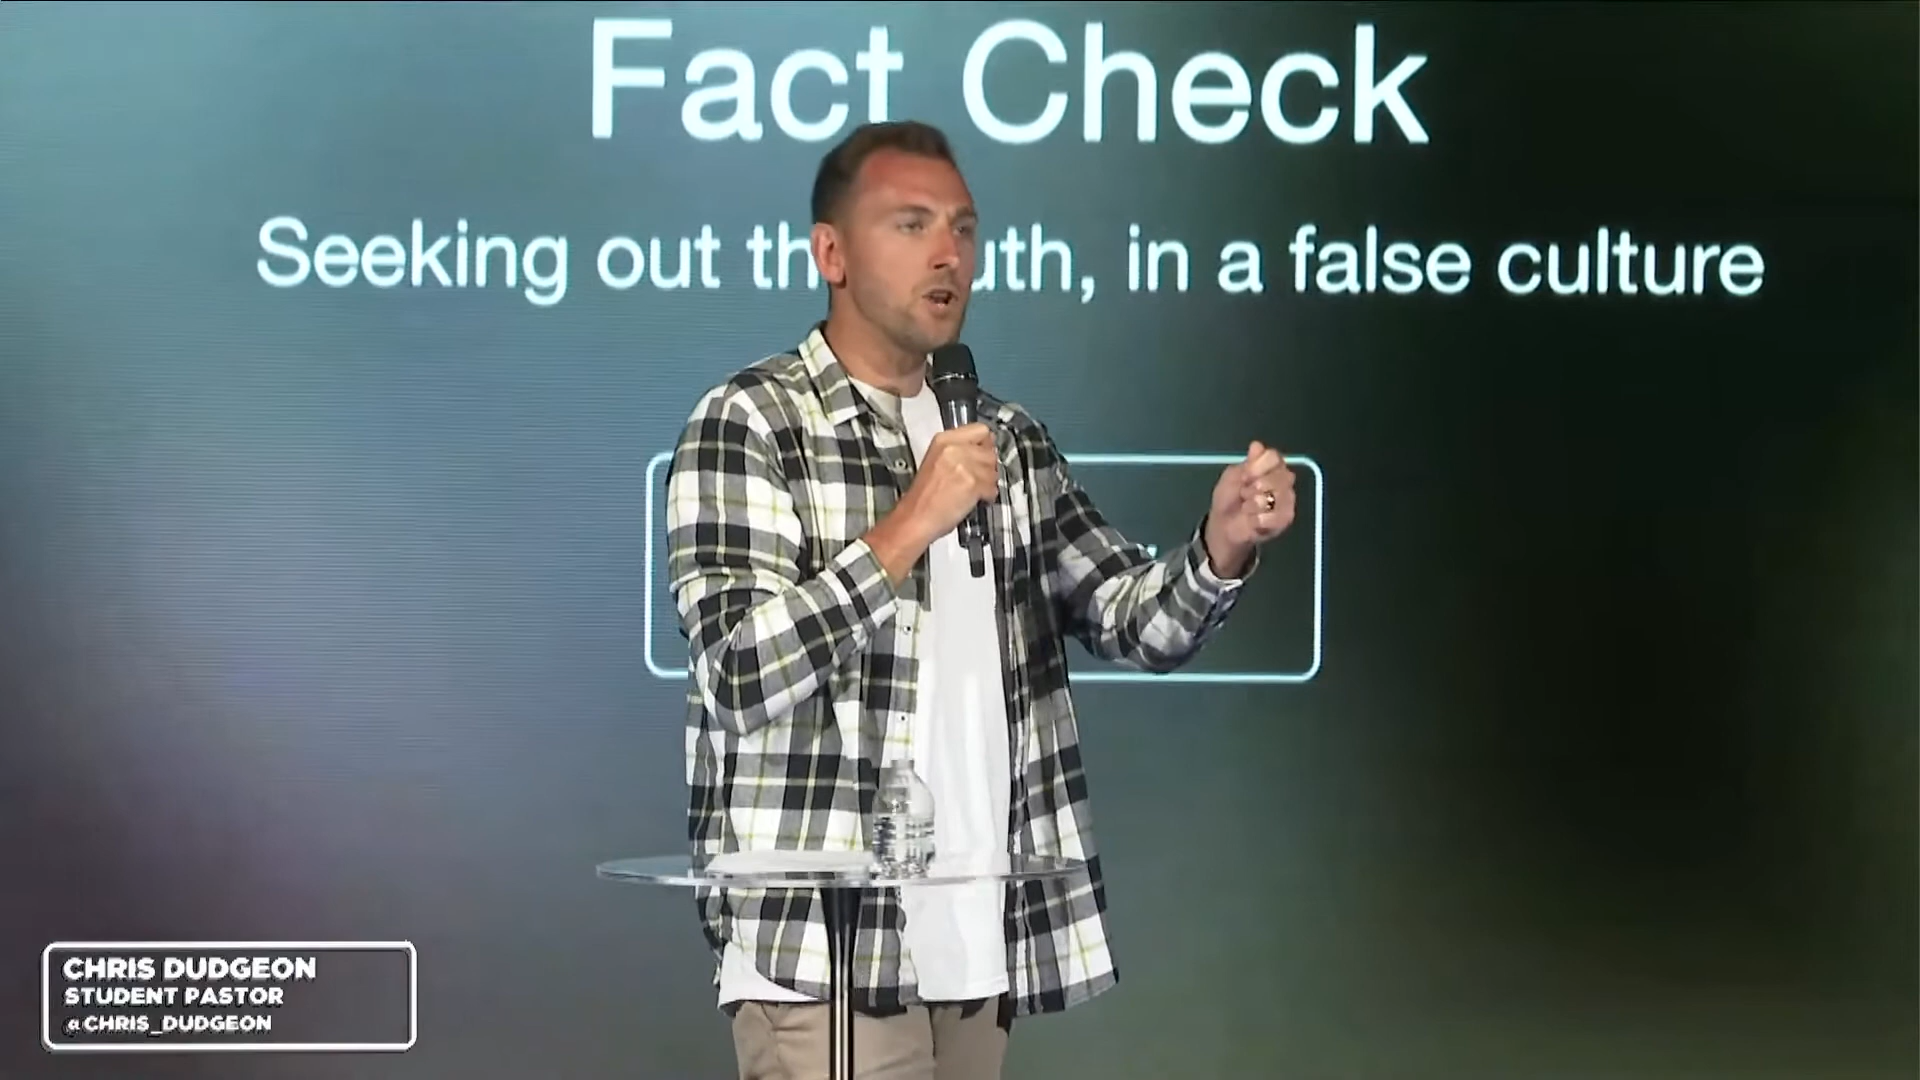 Fact Check
Seeking out th uth, in a false culture
CHRIS DUDGEON
STUDENT PASTOR
@CHRIS_DUDGEON